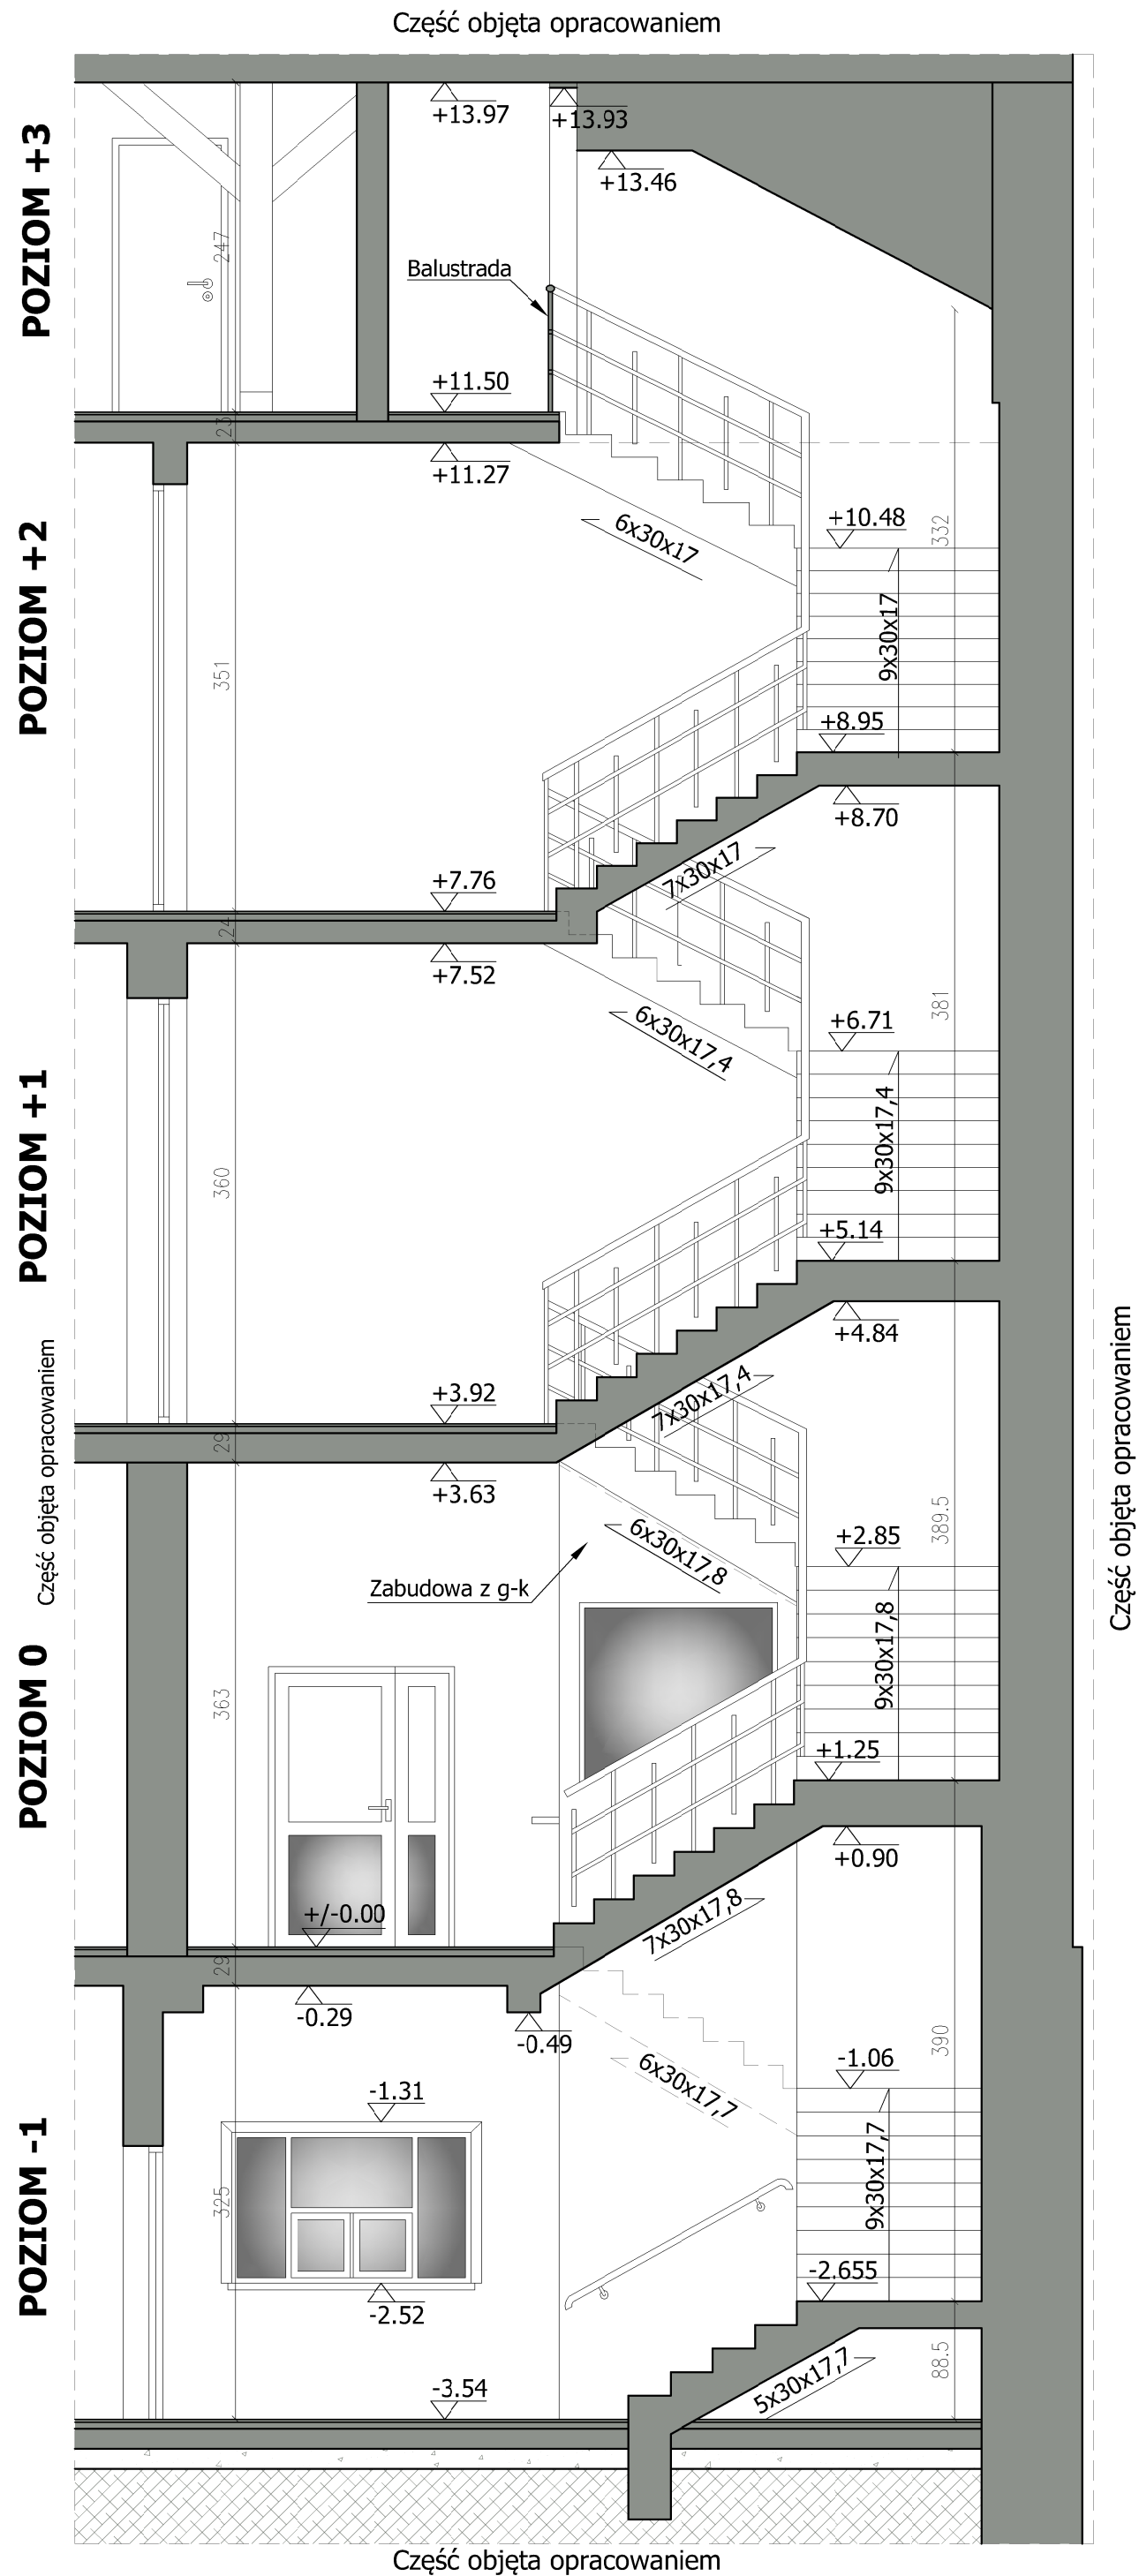 Część objęta opracowaniem
POZIOM +3
+13.97
+13.93
+13.46
247
Balustrada
+11.50
23
+11.27
POZIOM +2
6x30x17
+10.48
332
9x30x17
351
+8.95
+8.70
7x30x17
+7.76
24
+7.52
POZIOM +1
6x30x17,4
+6.71
381
9x30x17,4
360
+5.14
+4.84
7x30x17,4
+3.92
29
+3.63
Część objęta opracowaniem
Część objęta opracowaniem
POZIOM 0
6x30x17,8
+2.85
389.5
Zabudowa z g-k
9x30x17,8
363
+1.25
+0.90
7x30x17,8
+/-0.00
29
-0.29
-0.49
POZIOM -1
6x30x17,7
-1.06
390
-1.31
9x30x17,7
325
-2.655
-2.52
88.5
5x30x17,7
-3.54
Część objęta opracowaniem